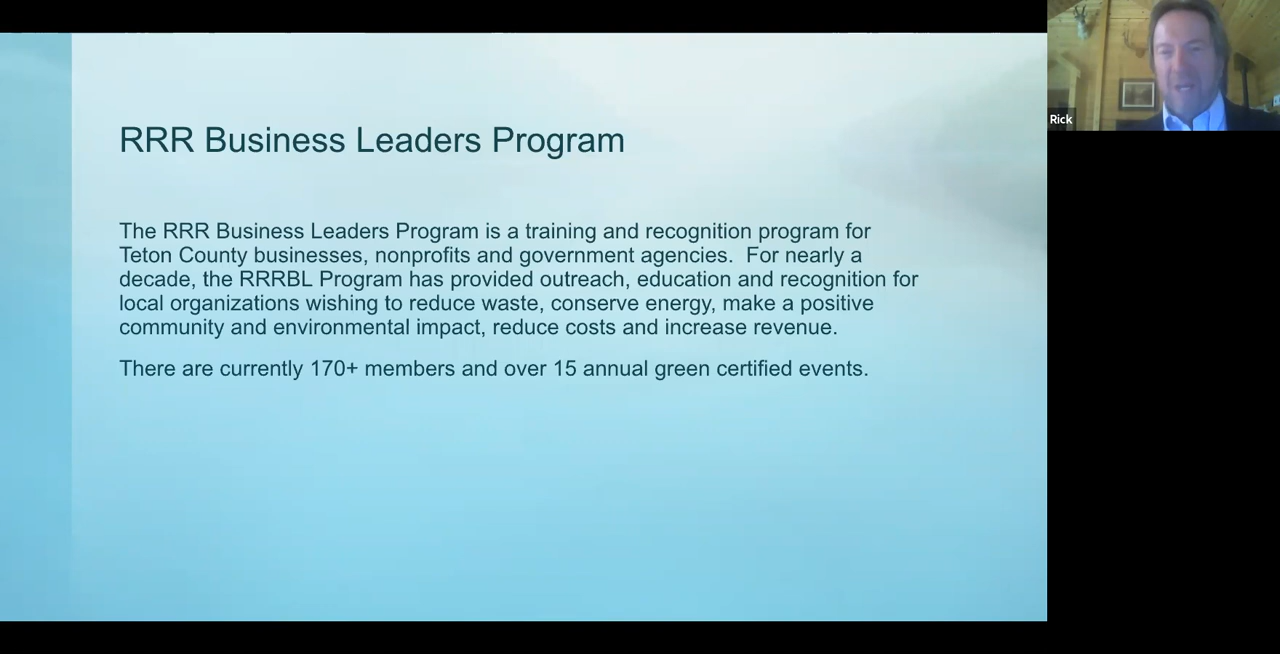 RRR Business Leaders Program
The RRR Business Leaders Program is a training and recognition program for
Teton County businesses, nonprofits and government agencies.  For nearly a
decade, the RRRBL Program has provided outreach, education and recognition for
local organizations wishing to reduce waste, conserve energy, make a positive
community and environmental impact, reduce costs and increase revenue.
There are currently 170+ members and over 15 annual green certified events.
Rick